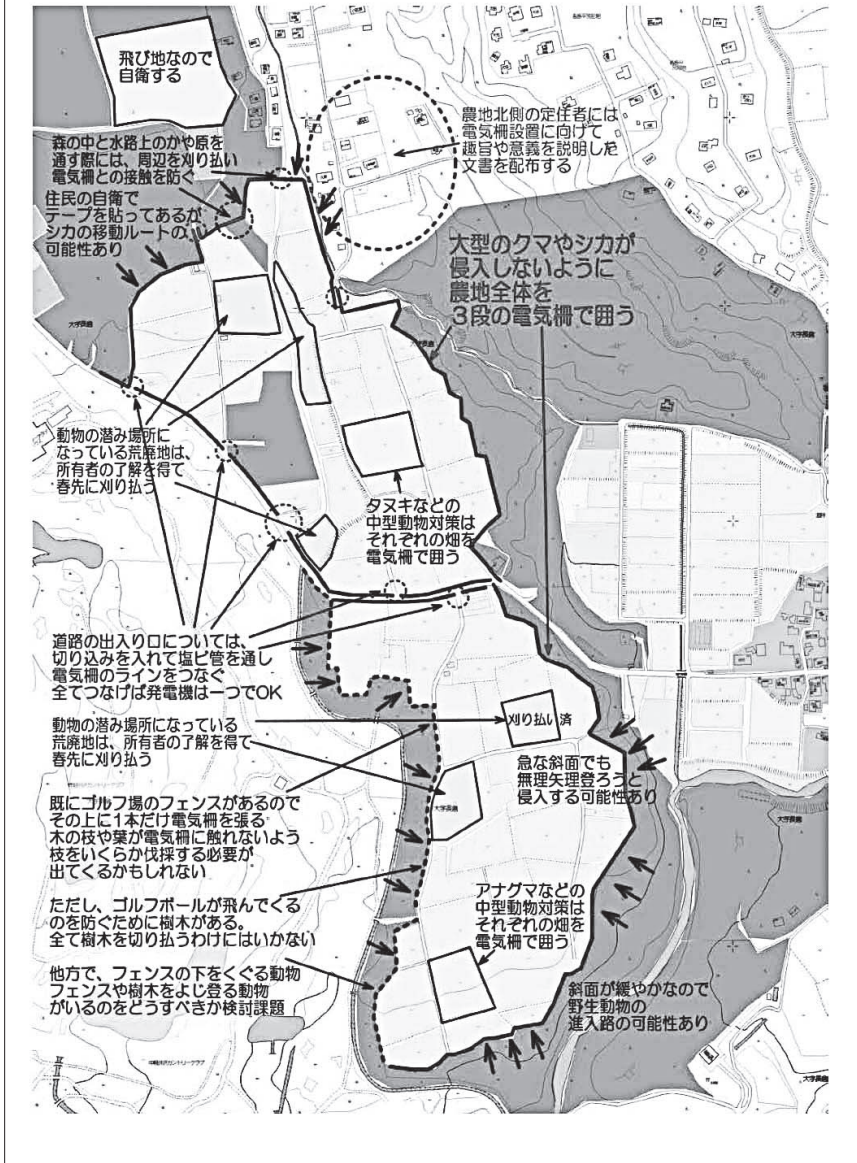 飛び地なので
自衛する
農地北側の定住者には
電気柵設置に向けて
趣旨や意義を説明した
文書を配布する
森の中と水路上のかや原を
通す際には、周辺を刈り払い
電気柵との接触を防ぐ
住民の自衛で
テープを貼ってあるが
シカの移動ルートの
可能性あり
大型のクマやシカが
侵入しないように
農地全体を
3段の電気柵で囲う
動物の潜み場所に
なっている荒廃地は、
所有者の了解を得て
春先に刈り払う
タヌキなどの
中型動物対策は
それぞれの畑を
電気柵で囲う
道路の出入り口については、
切り込みを入れて塩ビ管を通し
電気柵のラインをつなぐ
全てつなげば発電機は一つでOK
動物の潜み場所になっている
荒廃地は、所有者の了解を得て
春先に刈り払う
刈り払い済
急な斜面でも
無理矢理登ろうと
侵入する可能性あり
既にゴルフ場のフェンスがあるので
その上に1本だけ電気柵を張る
木の枝や葉が電気柵に触れないよう
枝をいくらか伐採する必要が
出てくるかもしれない
ただし、ゴルフボールが飛んでくる
のを防ぐために樹木がある。
全て樹木を切り払うわけにはいかない
アナグマなどの
中型動物対策は
それぞれの畑を
電気柵で囲う
他方で、フェンスの下をくぐる動物
フェンスや樹木をよじ登る動物
がいるのをどうすべきか検討課題
斜面が緩やかなので
野生動物の
進入路の可能性あり